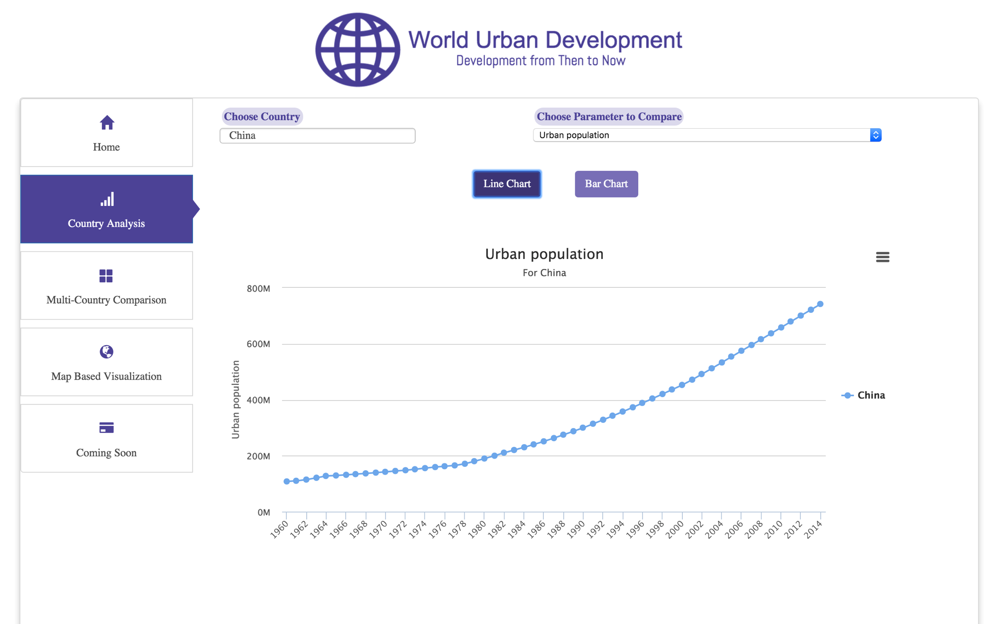 World Urban Development
Development from Then to Now
Home
Country Analysis
Multi-Country Comparison
Map Based Visualization
Coming Soon
Choose Country
China
Choose Parameter to Compare
Urban population
Line Chart
Bar Chart
Urban population
For China
Urban population
800M
600M
400M
200M
0M
1960
1962
1964
1966
1968
1970
1972
1974
1976
1978
1980
1982
1984
1986
1988
1990
1992
1994
1996
1998
2000
2002
2004
2006
2008
2010
2012
2014
China